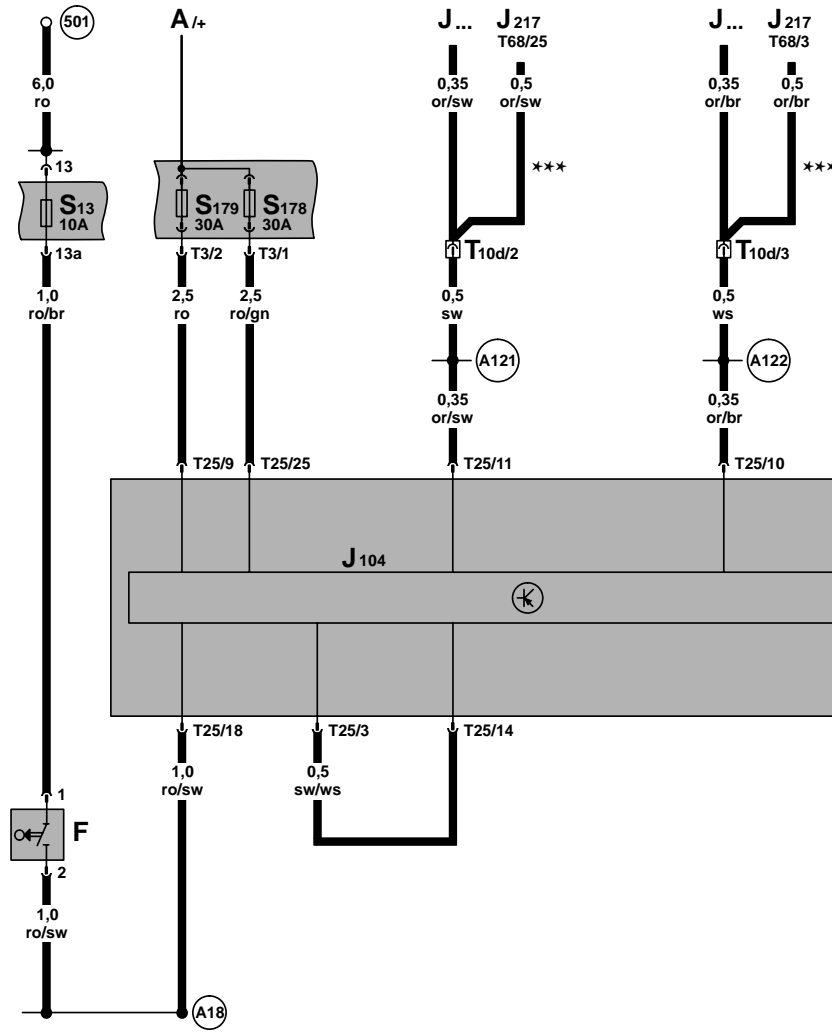 501
A/+
J... J217
T68/25
J... J217
T68/3
6,0
ro
0,35
or/sw
0,5
or/sw
0,35
or/br
0,5
or/br
13
***
***
S13
10A
S179
30A
S178
30A
T10d/2
T10d/3
13a
T3/2
T3/1
1,0
ro/br
2,5
ro
2,5
ro/gn
0,5
sw
0,5
ws
A121
A122
0,35
or/sw
0,35
or/br
T25/9
T25/25
T25/11
T25/10
J104
T25/18
T25/3
T25/14
1,0
ro/sw
0,5
sw/ws
1
F
2
1,0
ro/sw
A18